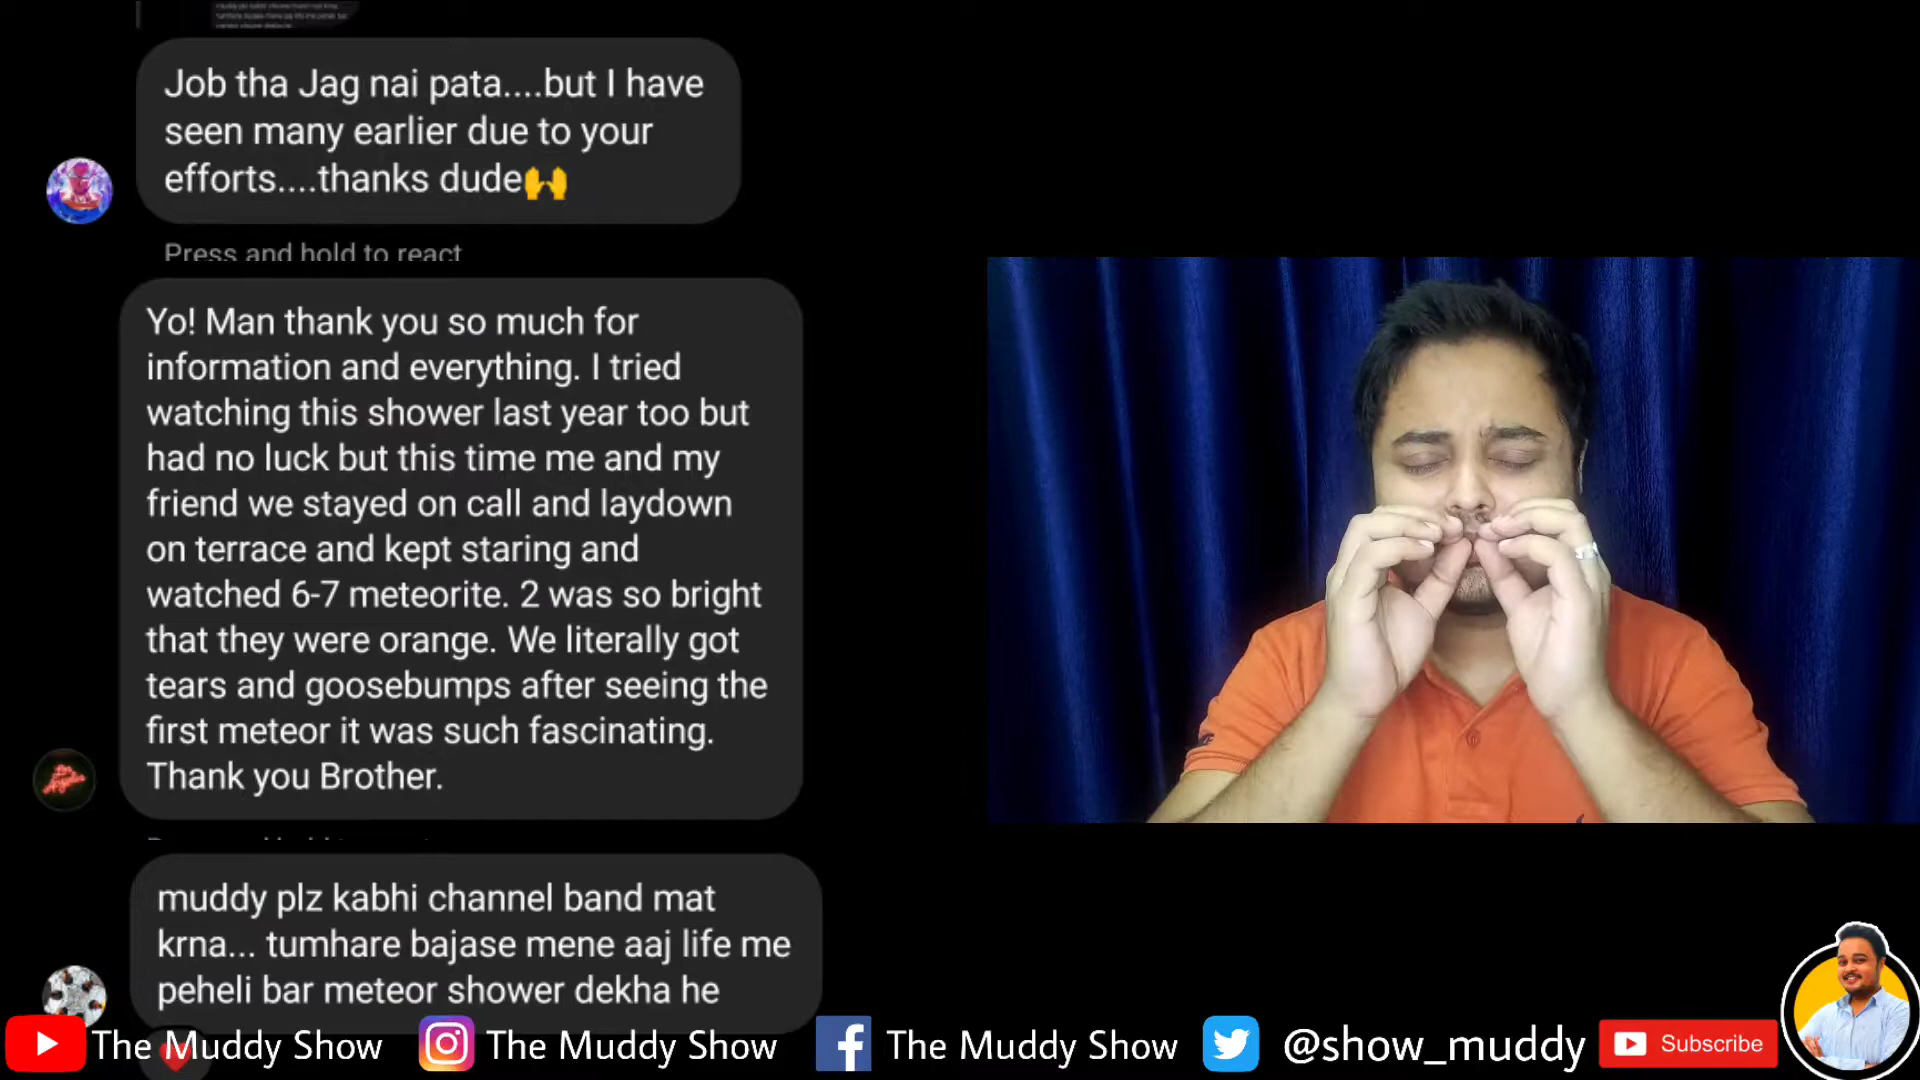 Job tha Jag nai pata....but I have
seen many earlier due to your
efforts....thanks dude🙌
Press and hold to react
Yo! Man thank you so much for
information and everything. I tried
watching this shower last year too but
had no luck but this time me and my
friend we stayed on call and laydown
on terrace and kept staring and
watched 6-7 meteorite. 2 was so bright
that they were orange. We literally got
tears and goosebumps after seeing the
first meteor it was such fascinating.
Thank you Brother.
muddy plz kabhi channel band mat
krna... tumhare bajase mene aaj life me
peheli bar meteor shower dekha he
The Muddy Show
The Muddy Show
The Muddy Show
@show_muddy
Subscribe